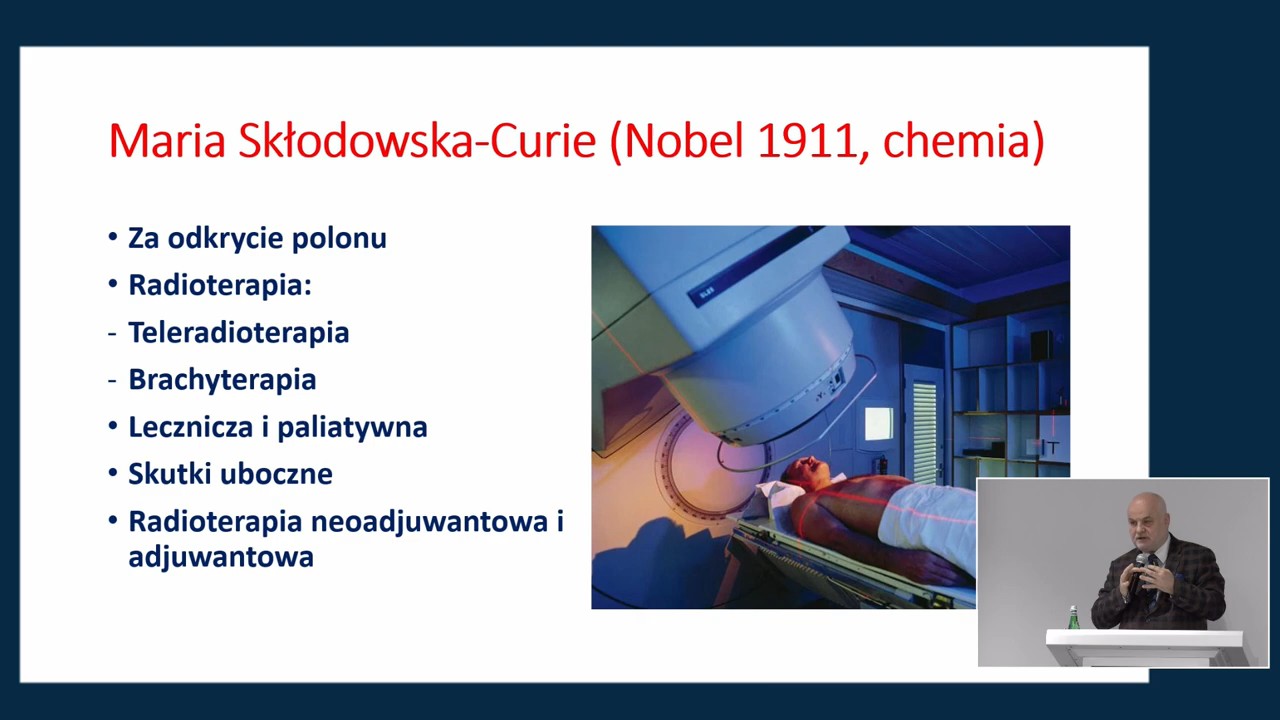 Maria Skłodowska-Curie (Nobel 1911, chemia)
• Za odkrycie polonu
• Radioterapia:
- Teleradioterapia
- Brachyterapia
• Lecznicza i paliatywna
• Skutki uboczne
• Radioterapia neoadjuwantowa i
adjuwantowa